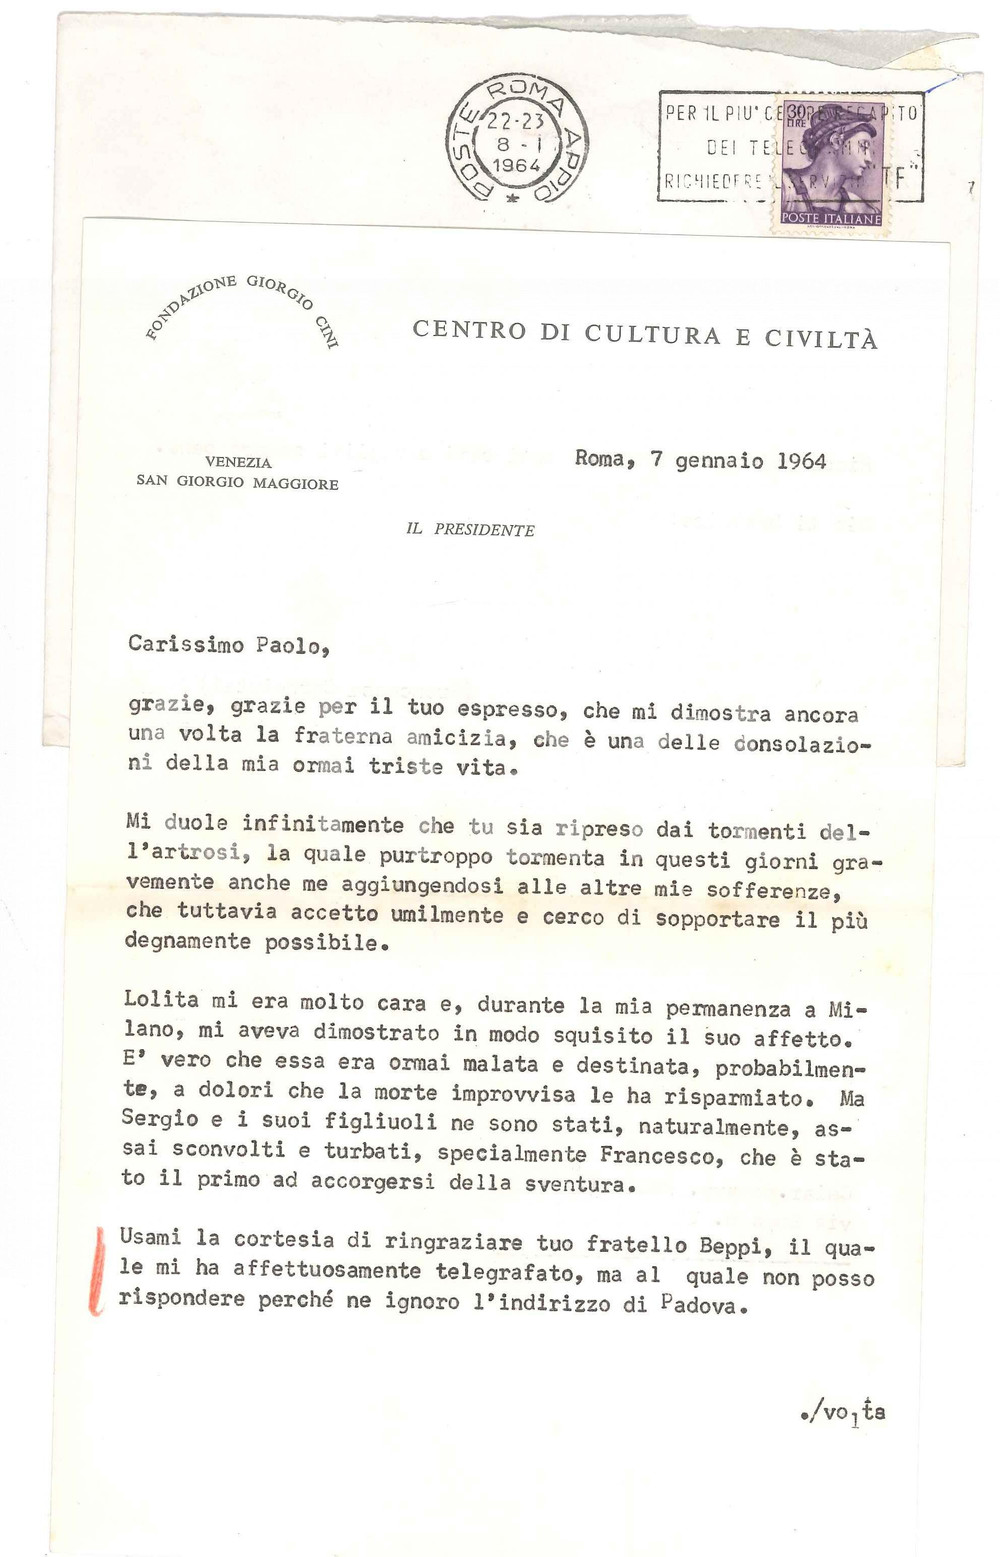 POSTE ROMA APPIO
22-23
8-1
1964
*
PER IL PIU' CELERE RECAPITO
DEI TELEGRAMMI
RICHIEDERE IL SERVIZIO "TF"
30
LIRE
POSTE ITALIANE
FONDAZIONE GIORGIO CINI
CENTRO DI CULTURA E CIVILTÀ
VENEZIA
SAN GIORGIO MAGGIORE
Roma, 7 gennaio 1964
IL PRESIDENTE
Carissimo Paolo,
grazie, grazie per il tuo espresso, che mi dimostra ancora
una volta la fraterna amicizia, che è una delle consolazio-
ni della mia ormai triste vita.
Mi duole infinitamente che tu sia ripreso dai tormenti del-
l'artrosi, la quale purtroppo tormenta in questi giorni gra-
vemente anche me aggiungendosi alle altre mie sofferenze,
che tuttavia accetto umilmente e cerco di sopportare il più
degnamente possibile.
Lolita mi era molto cara e, durante la mia permanenza a Mi-
lano, mi aveva dimostrato in modo squisito il suo affetto.
E' vero che essa era ormai malata e destinata, probabilmen-
te, a dolori che la morte improvvisa le ha risparmiato. Ma
Sergio e i suoi figliuoli ne sono stati, naturalmente, as-
sai sconvolti e turbati, specialmente Francesco, che è sta-
to il primo ad accorgersi della sventura.
Usami la cortesia di ringraziare tuo fratello Beppi, il qua-
le mi ha affettuosamente telegrafato, ma al quale non posso
rispondere perché ne ignoro l'indirizzo di Padova.
./volta